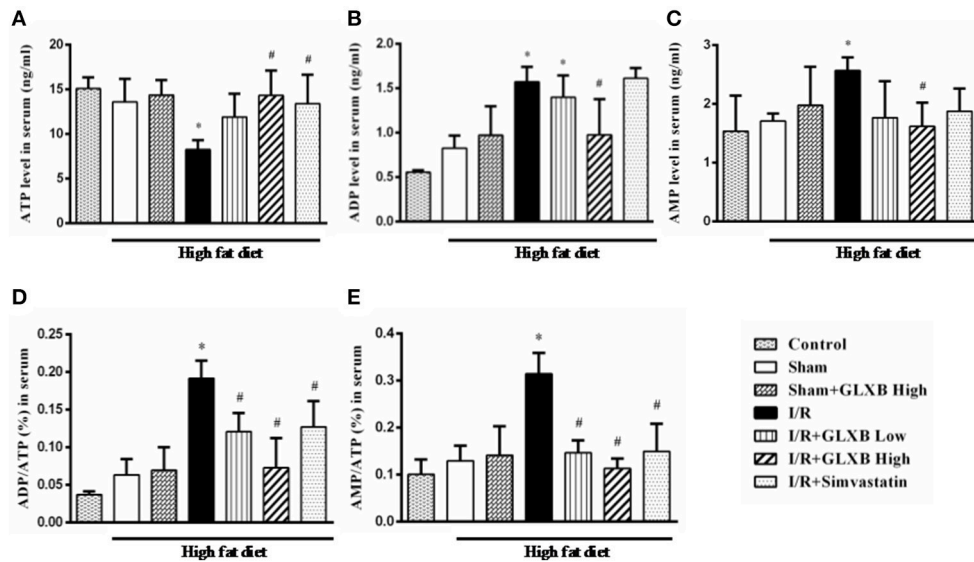 A
ATP level in serum (ng/ml)
20
15
10
5
0
*
#
#
High fat diet
B
ADP level in serum (ng/ml)
2.0
1.5
1.0
0.5
0.0
*
*
#
High fat diet
C
AMP level in serum (ng/ml)
3
2
1
0
*
#
High fat diet
D
ADP/ATP (%) in serum
0.25
0.20
0.15
0.10
0.05
0.00
*
#
#
#
High fat diet
E
AMP/ATP (%) in serum
0.4
0.3
0.2
0.1
0.0
*
#
#
#
High fat diet
Control
Sham
Sham+GLXB High
I/R
I/R+GLXB Low
I/R+GLXB High
I/R+Simvastatin